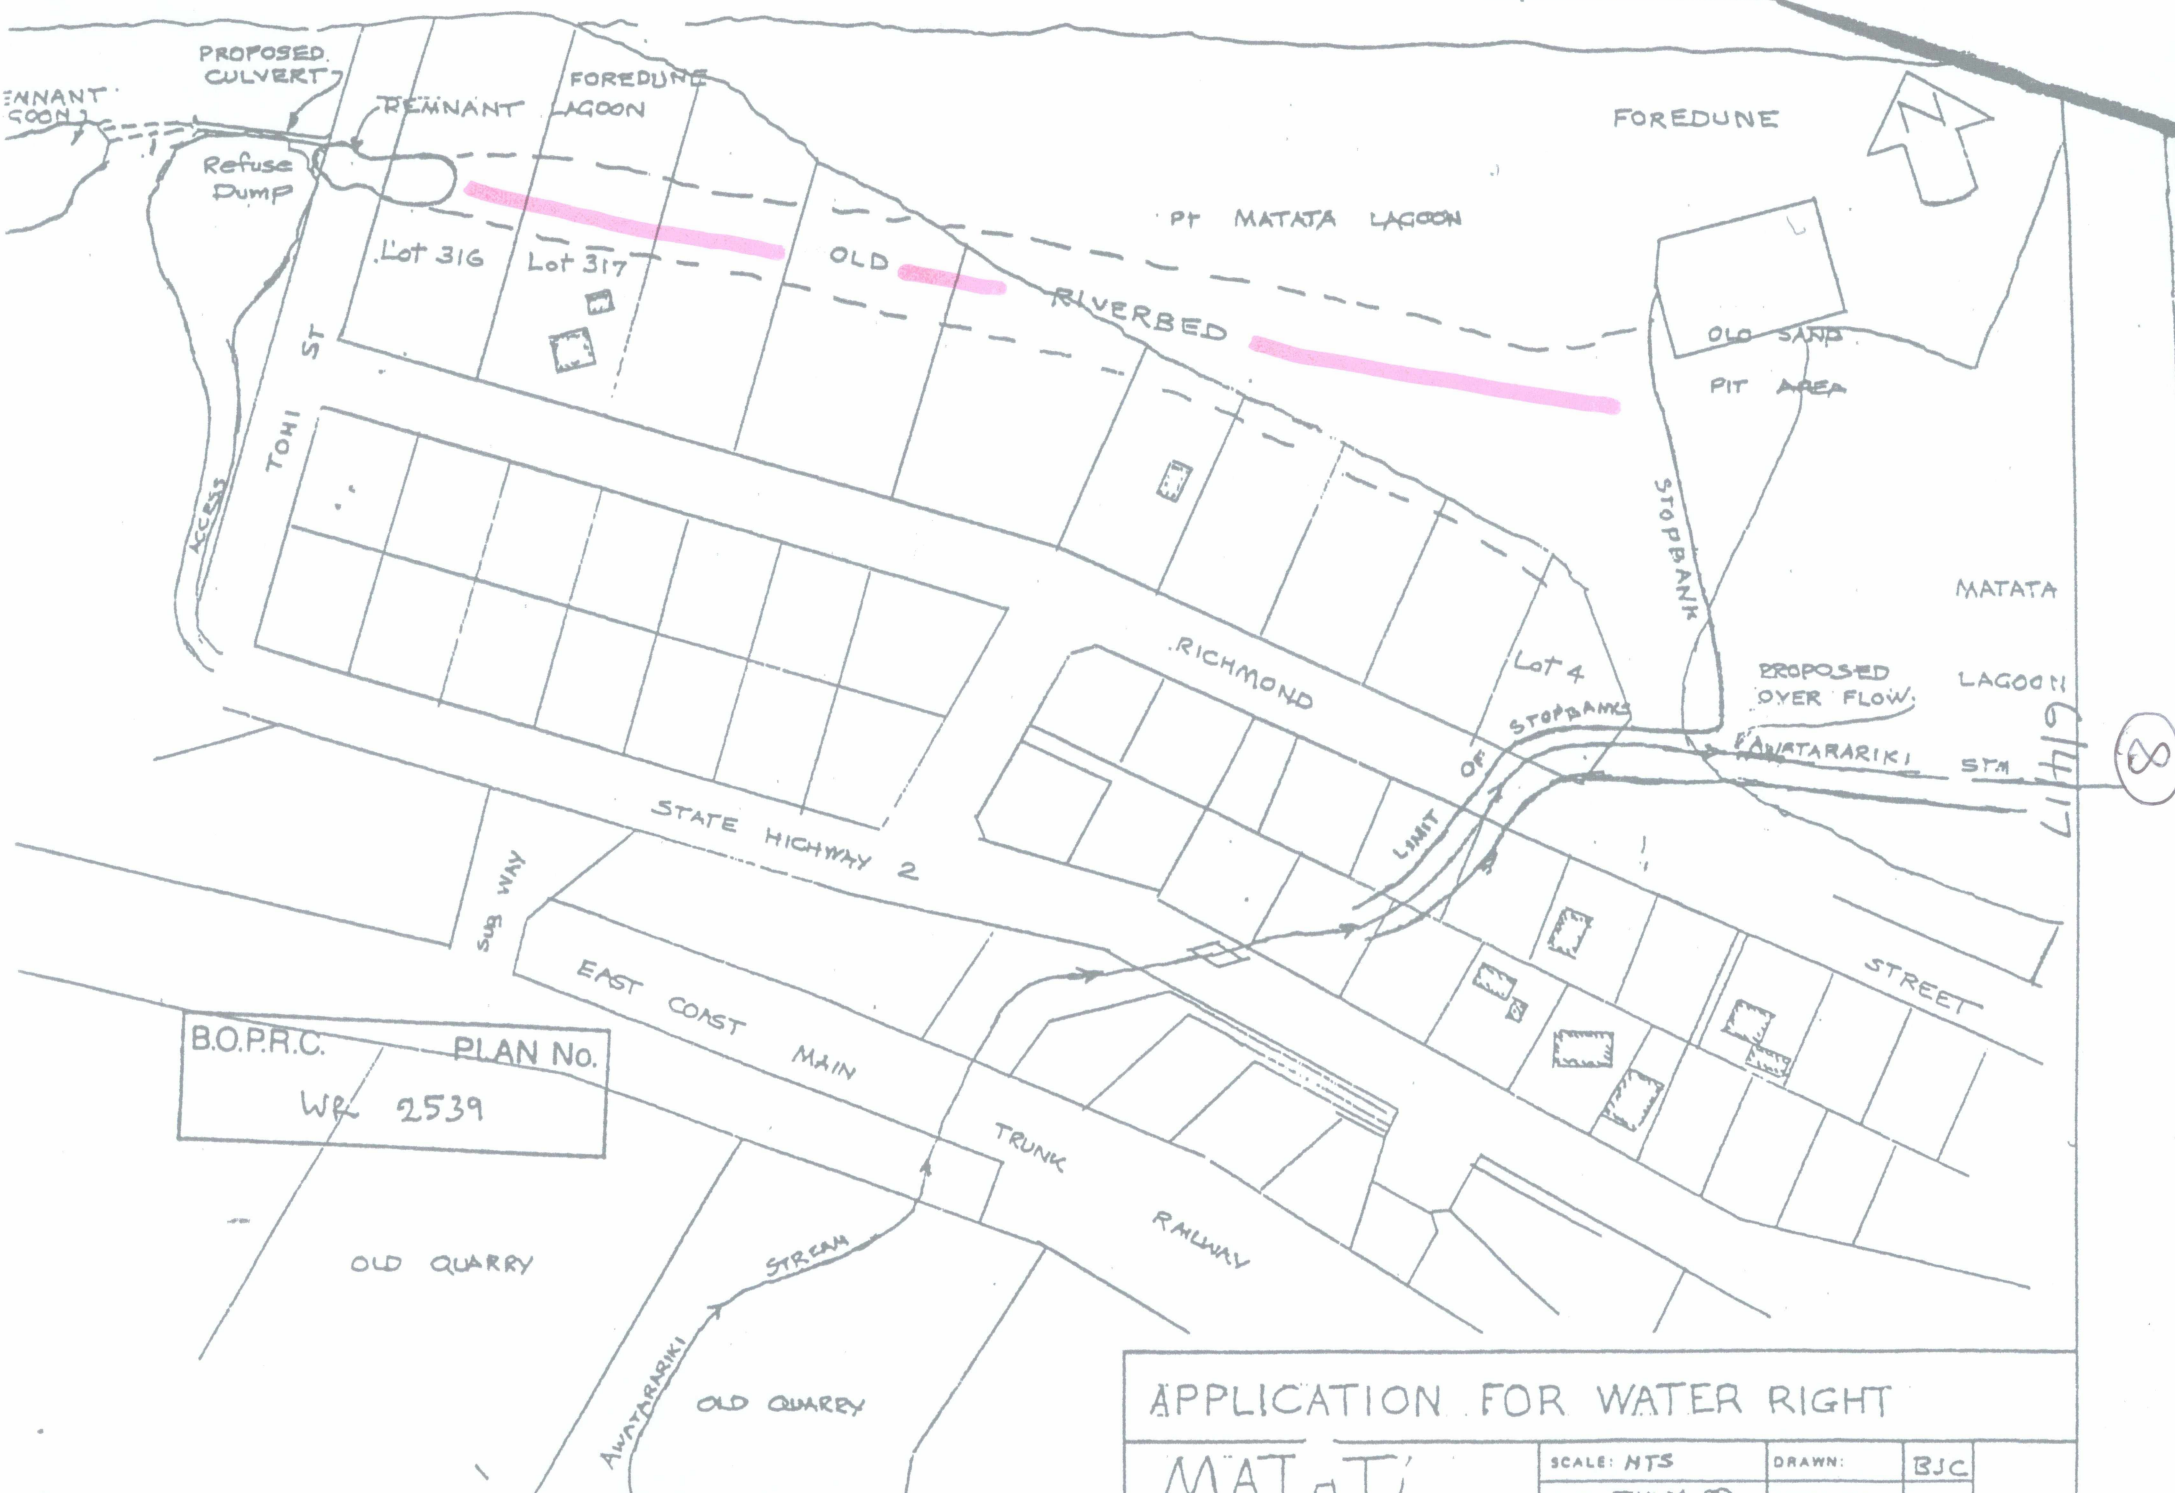 PROPOSED
CULVERT
REMNANT
FOREDUNE
LAGOON
FOREDUNE
N
Refuse
Dump
Pt MATATA LAGOON
Lot 316
Lot 317
OLD
RIVERBED
OLD SAND
PIT AREA
TOHI
ST
ACCESS
STOPBANK
MATATA
LAGOON
RICHMOND
Lot 4
PROPOSED
OVER FLOW
LIMIT OF STOPBANKS
AWATARARIKI STM
8
STATE HIGHWAY 2
SUB WAY
STREET
EAST COAST MAIN TRUNK RAILWAY
B.O.P.R.C. PLAN No.
WR 2539
OLD QUARRY
AWATARARIKI STREAM
OLD QUARRY
APPLICATION FOR WATER RIGHT
SCALE: NTS
DRAWN: BJC